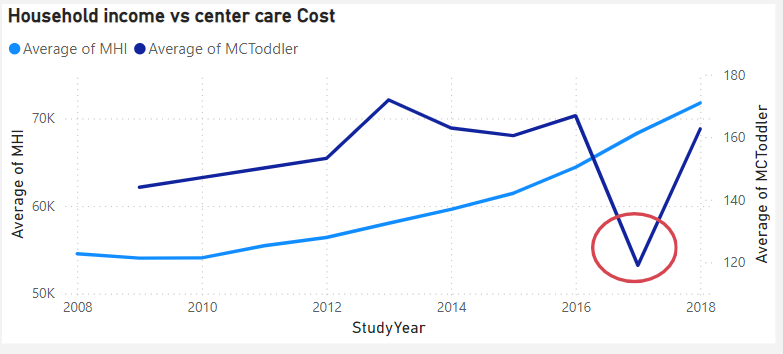 Household income vs center care Cost
Average of MHI Average of MCToddler
Average of MHI
70K
60K
50K
180
160
140
120
Average of MCToddler
2008 2010 2012 2014 2016 2018
StudyYear